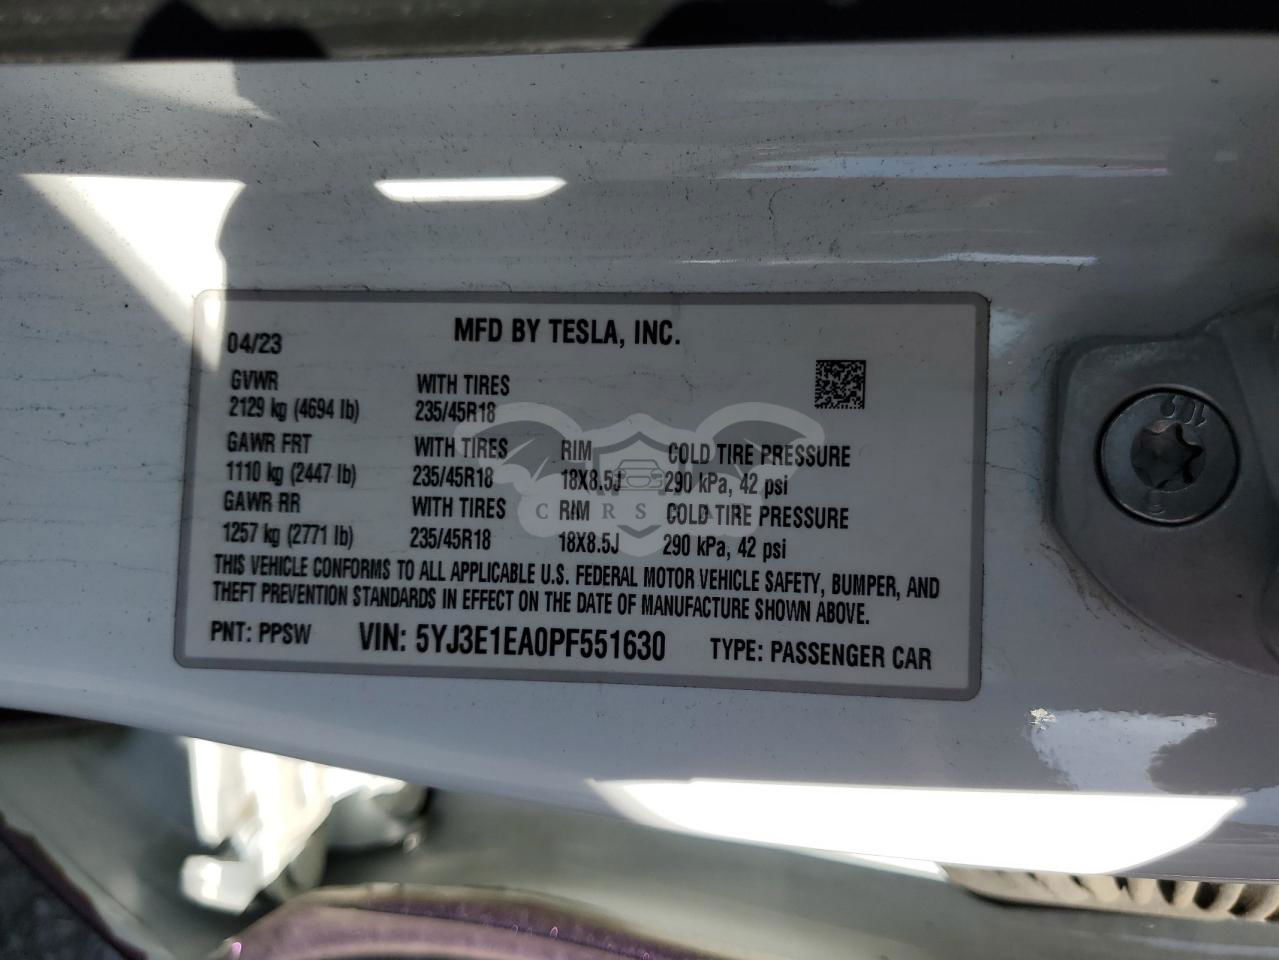 04/23 MFD BY TESLA, INC.
GVWR WITH TIRES
2129 kg (4694 lb) 235/45R18
GAWR FRT WITH TIRES RIM COLD TIRE PRESSURE
1110 kg (2447 lb) 235/45R18 18X8.5J 290 kPa, 42 psi
GAWR RR WITH TIRES RIM COLD TIRE PRESSURE
1257 kg (2771 lb) 235/45R18 18X8.5J 290 kPa, 42 psi
THIS VEHICLE CONFORMS TO ALL APPLICABLE U.S. FEDERAL MOTOR VEHICLE SAFETY, BUMPER, AND
THEFT PREVENTION STANDARDS IN EFFECT ON THE DATE OF MANUFACTURE SHOWN ABOVE.
PNT: PPSW VIN: 5YJ3E1EA0PF551630 TYPE: PASSENGER CAR
10.9